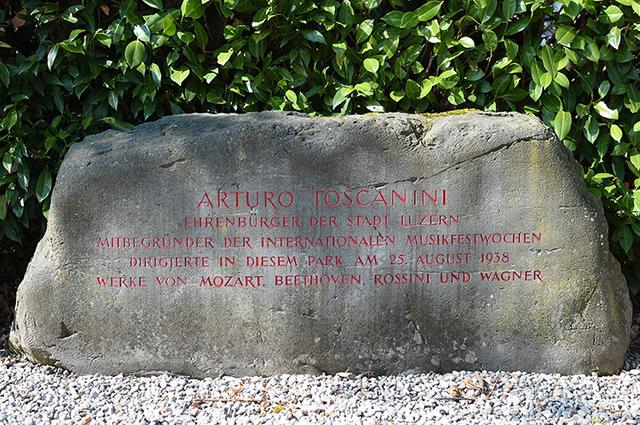 ARTURO TOSCANINI
EHRENBÜRGER DER STADT LUZERN
MITBEGRÜNDER DER INTERNATIONALEN MUSIKFESTWOCHEN
DIRIGIERTE IN DIESEM PARK AM 25. AUGUST 1938
WERKE VON MOZART, BEETHOVEN, ROSSINI UND WAGNER